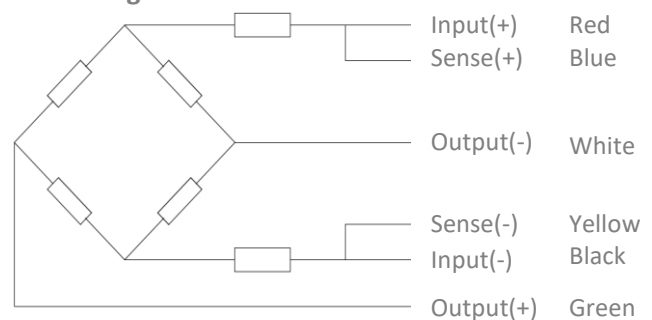 Input(+) Red
Sense(+) Blue
Output(-) White
Sense(-) Yellow
Input(-) Black
Output(+) Green